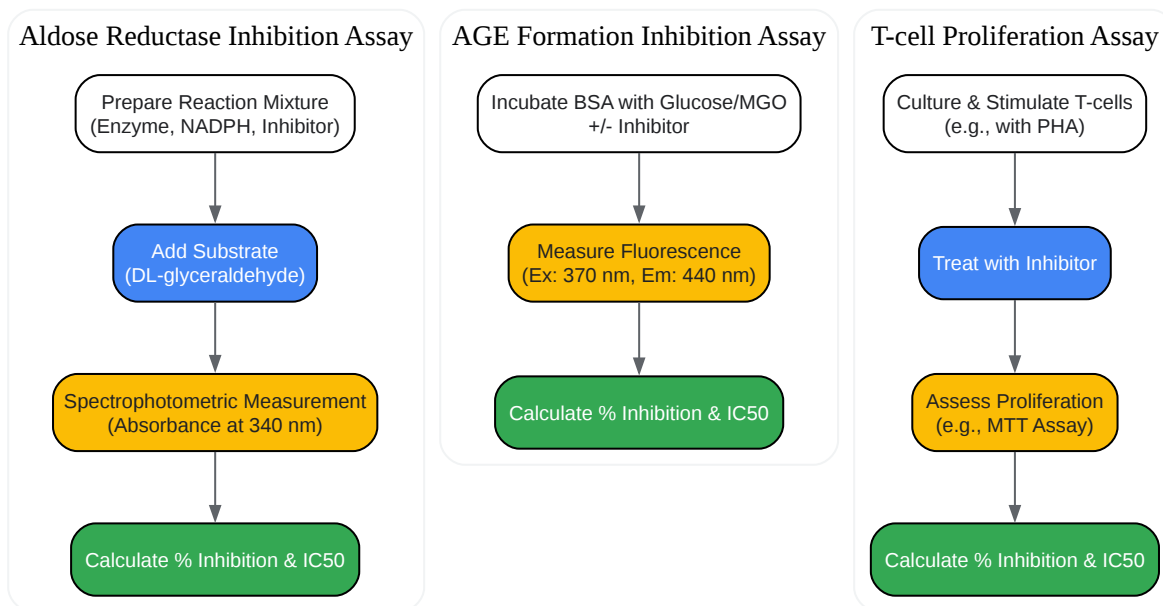 Aldose Reductase Inhibition Assay
Prepare Reaction Mixture
(Enzyme, NADPH, Inhibitor)
Add Substrate
(DL-glyceraldehyde)
Spectrophotometric Measurement
(Absorbance at 340 nm)
Calculate % Inhibition & IC50
AGE Formation Inhibition Assay
Incubate BSA with Glucose/MGO
+/- Inhibitor
Measure Fluorescence
(Ex: 370 nm, Em: 440 nm)
Calculate % Inhibition & IC50
T-cell Proliferation Assay
Culture & Stimulate T-cells
(e.g., with PHA)
Treat with Inhibitor
Assess Proliferation
(e.g., MTT Assay)
Calculate % Inhibition & IC50